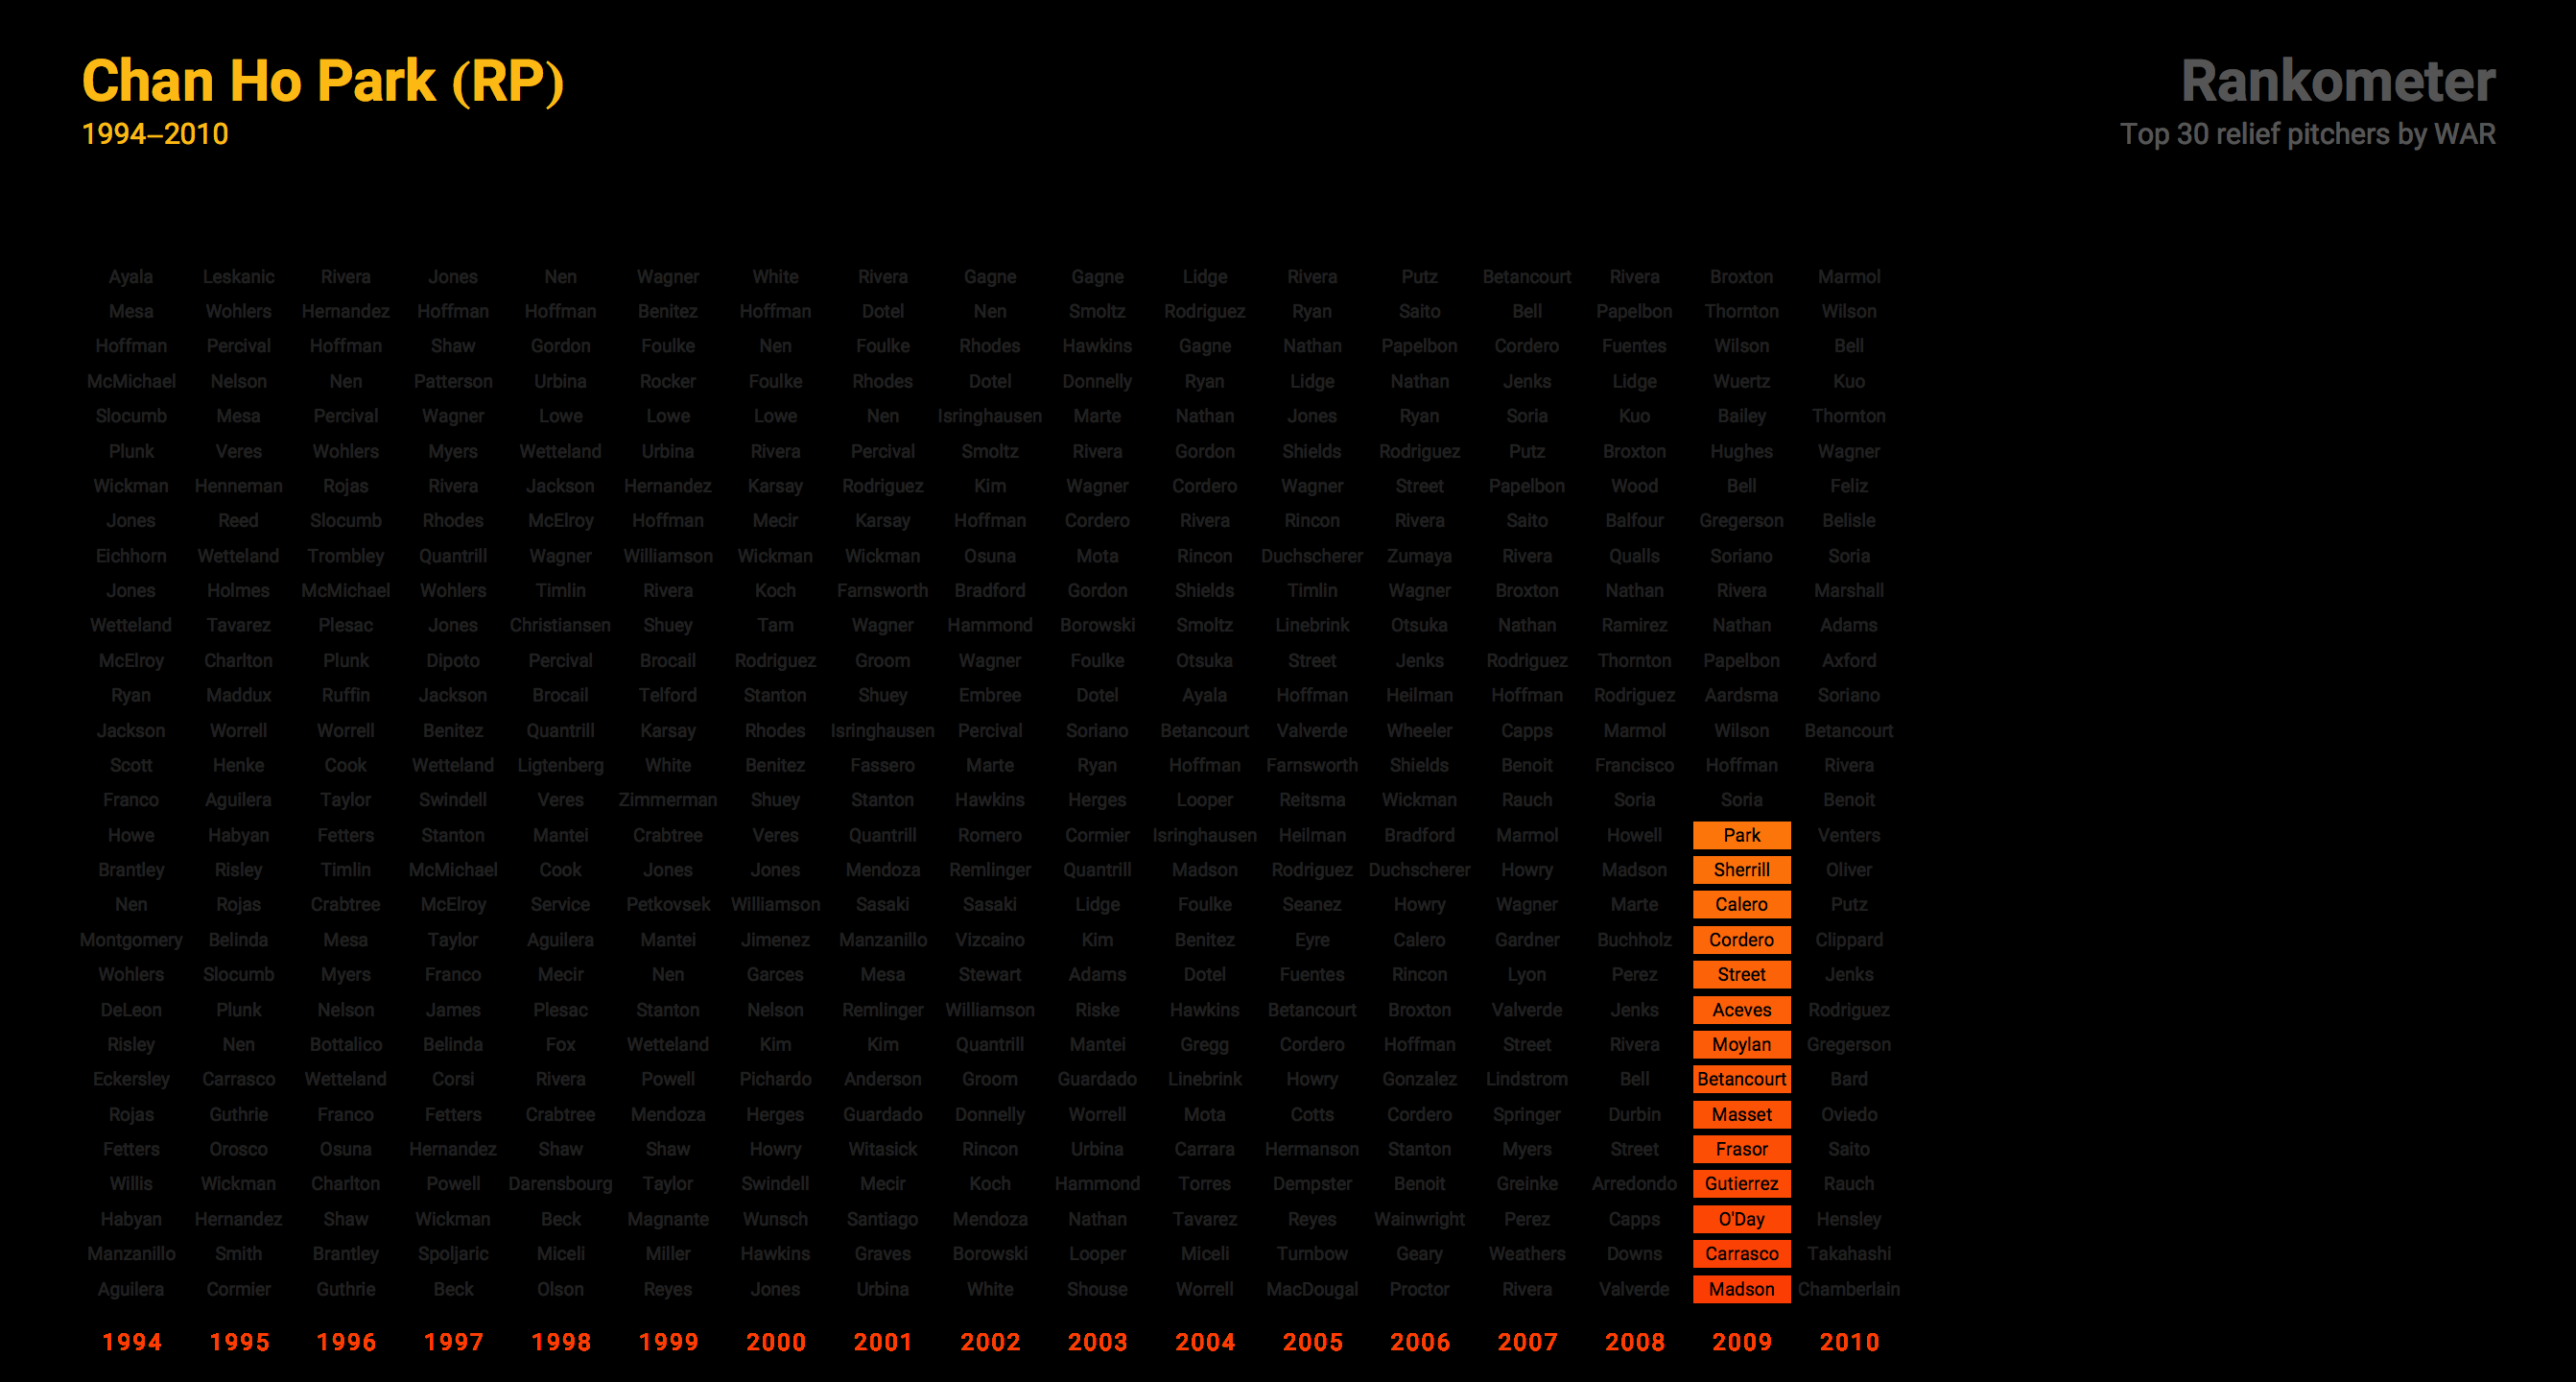 Chan Ho Park (RP)
1994–2010
Rankometer
Top 30 relief pitchers by WAR
Ayala Leskanic Rivera Jones Nen Wagner White Rivera Gagne Gagne Lidge Rivera Putz Betancourt Rivera Broxton Marmol
Mesa Wohlers Hernandez Hoffman Hoffman Benitez Hoffman Dotel Nen Smoltz Rodriguez Ryan Saito Bell Papelbon Thornton Wilson
Hoffman Percival Hoffman Shaw Gordon Foulke Nen Foulke Rhodes Hawkins Gagne Nathan Papelbon Cordero Fuentes Wilson Bell
McMichael Nelson Nen Patterson Urbina Rocker Foulke Rhodes Dotel Donnelly Ryan Lidge Nathan Jenks Lidge Wuertz Kuo
Slocumb Mesa Percival Wagner Lowe Lowe Lowe Nen Isringhausen Marte Nathan Jones Ryan Soria Kuo Bailey Thornton
Plunk Veres Wohlers Myers Wetteland Urbina Rivera Percival Smoltz Rivera Gordon Shields Rodriguez Putz Broxton Hughes Wagner
Wickman Henneman Rojas Rivera Jackson Hernandez Karsay Rodriguez Kim Wagner Cordero Wagner Street Papelbon Wood Bell Feliz
Jones Reed Slocumb Rhodes McElroy Hoffman Mecir Karsay Hoffman Cordero Rivera Rincon Rivera Saito Balfour Gregerson Belisle
Eichhorn Wetteland Trombley Quantrill Wagner Williamson Wickman Wickman Osuna Mota Rincon Duchscherer Zumaya Rivera Qualls Soriano Soria
Jones Holmes McMichael Wohlers Timlin Rivera Koch Farnsworth Bradford Gordon Shields Timlin Wagner Broxton Nathan Rivera Marshall
Wetteland Tavarez Plesac Jones Christiansen Shuey Tam Wagner Hammond Borowski Smoltz Linebrink Otsuka Nathan Ramirez Nathan Adams
McElroy Charlton Plunk Dipoto Percival Brocail Rodriguez Groom Wagner Foulke Otsuka Street Jenks Rodriguez Thornton Papelbon Axford
Ryan Maddux Ruffin Jackson Brocail Telford Stanton Shuey Embree Dotel Ayala Hoffman Heilman Hoffman Rodriguez Aardsma Soriano
Jackson Worrell Worrell Benitez Quantrill Karsay Rhodes Isringhausen Percival Soriano Betancourt Valverde Wheeler Capps Marmol Wilson Betancourt
Scott Henke Cook Wetteland Ligtenberg White Benitez Fassero Marte Ryan Hoffman Farnsworth Shields Benoit Francisco Hoffman Rivera
Franco Aguilera Taylor Swindell Veres Zimmerman Shuey Stanton Hawkins Herges Looper Reitsma Wickman Rauch Soria Soria Benoit
Howe Habyan Fetters Stanton Mantei Crabtree Veres Quantrill Romero Cormier Isringhausen Heilman Bradford Marmol Howell Park Venters
Brantley Risley Timlin McMichael Cook Jones Jones Mendoza Remlinger Quantrill Madson Rodriguez Duchscherer Howry Madson Sherrill Oliver
Nen Rojas Crabtree McElroy Service Petkovsek Williamson Sasaki Sasaki Lidge Foulke Seanez Howry Wagner Marte Calero Putz
Montgomery Belinda Mesa Taylor Aguilera Mantei Jimenez Manzanillo Vizcaino Kim Benitez Eyre Calero Gardner Buchholz Cordero Clippard
Wohlers Slocumb Myers Franco Mecir Nen Garces Mesa Stewart Adams Dotel Fuentes Rincon Lyon Perez Street Jenks
DeLeon Plunk Nelson James Plesac Stanton Nelson Remlinger Williamson Riske Hawkins Betancourt Broxton Valverde Jenks Aceves Rodriguez
Risley Nen Bottalico Belinda Fox Wetteland Kim Kim Quantrill Mantei Gregg Cordero Hoffman Street Rivera Moylan Gregerson
Eckersley Carrasco Wetteland Corsi Rivera Powell Pichardo Anderson Groom Guardado Linebrink Howry Gonzalez Lindstrom Bell Betancourt Bard
Rojas Guthrie Franco Fetters Crabtree Mendoza Herges Guardado Donnelly Worrell Mota Cotts Cordero Springer Durbin Masset Oviedo
Fetters Orosco Osuna Hernandez Shaw Shaw Howry Witasick Rincon Urbina Carrara Hermanson Stanton Myers Street Frasor Saito
Willis Wickman Charlton Powell Darensbourg Taylor Swindell Mecir Koch Hammond Torres Dempster Benoit Greinke Arredondo Gutierrez Rauch
Habyan Hernandez Shaw Wickman Beck Magnante Wunsch Santiago Mendoza Nathan Tavarez Reyes Wainwright Perez Capps O'Day Hensley
Manzanillo Smith Brantley Spoljaric Miceli Miller Hawkins Graves Borowski Looper Miceli Turnbow Geary Weathers Downs Carrasco Takahashi
Aguilera Cormier Guthrie Beck Olson Reyes Jones Urbina White Shouse Worrell MacDougal Proctor Rivera Valverde Madson Chamberlain
1994 1995 1996 1997 1998 1999 2000 2001 2002 2003 2004 2005 2006 2007 2008 2009 2010